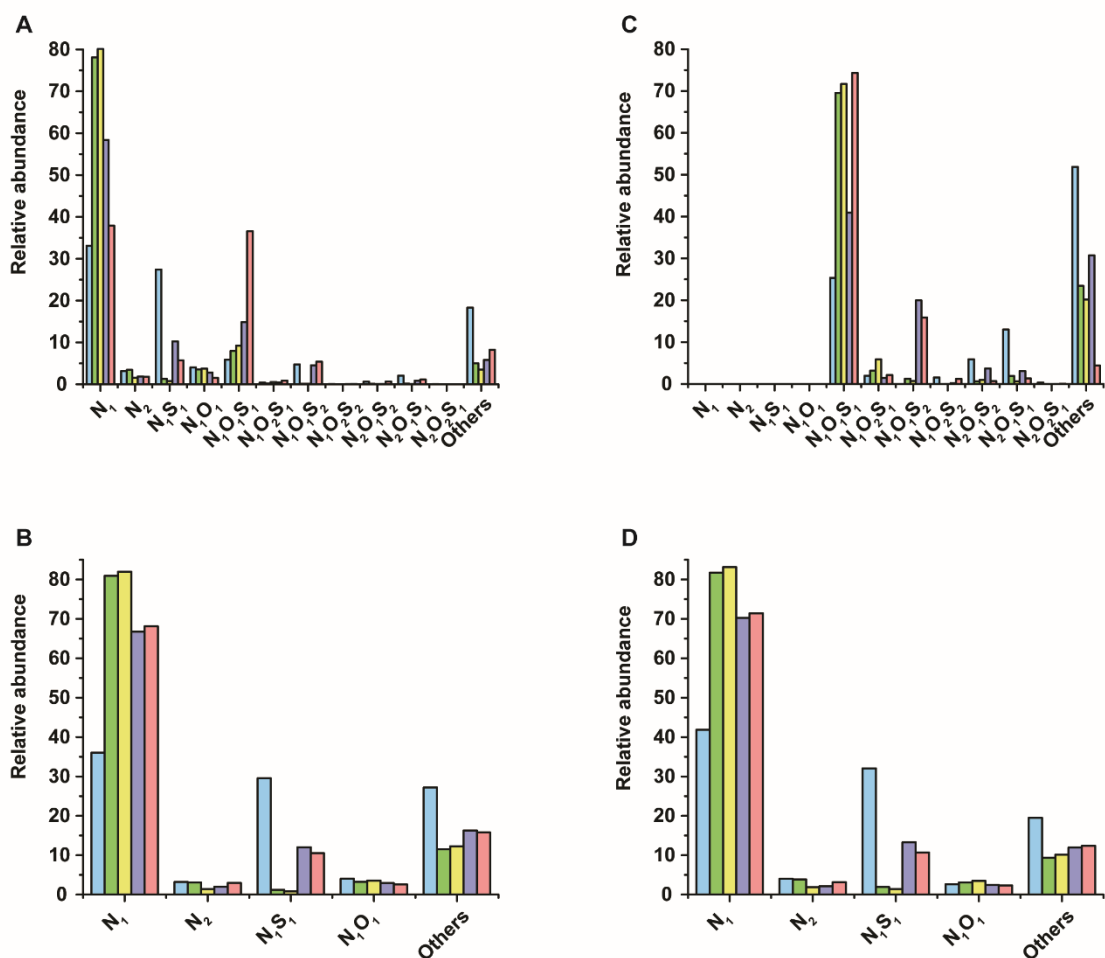 A
Relative abundance
80
70
60
50
40
30
20
10
0
N₁
N₂
N₁S₁
N₁O₁
N₁O₁S₁
N₁O₂S₁
N₁O₁S₂
N₁O₂S₂
N₂O₁S₂
N₂O₁S₁
N₂O₂S₁
Others
C
Relative abundance
80
70
60
50
40
30
20
10
0
N₁
N₂
N₁S₁
N₁O₁
N₁O₁S₁
N₁O₂S₁
N₁O₁S₂
N₁O₂S₂
N₂O₁S₂
N₂O₁S₁
N₂O₂S₁
Others
B
Relative abundance
80
70
60
50
40
30
20
10
0
N₁
N₂
N₁S₁
N₁O₁
Others
D
Relative abundance
80
70
60
50
40
30
20
10
0
N₁
N₂
N₁S₁
N₁O₁
Others